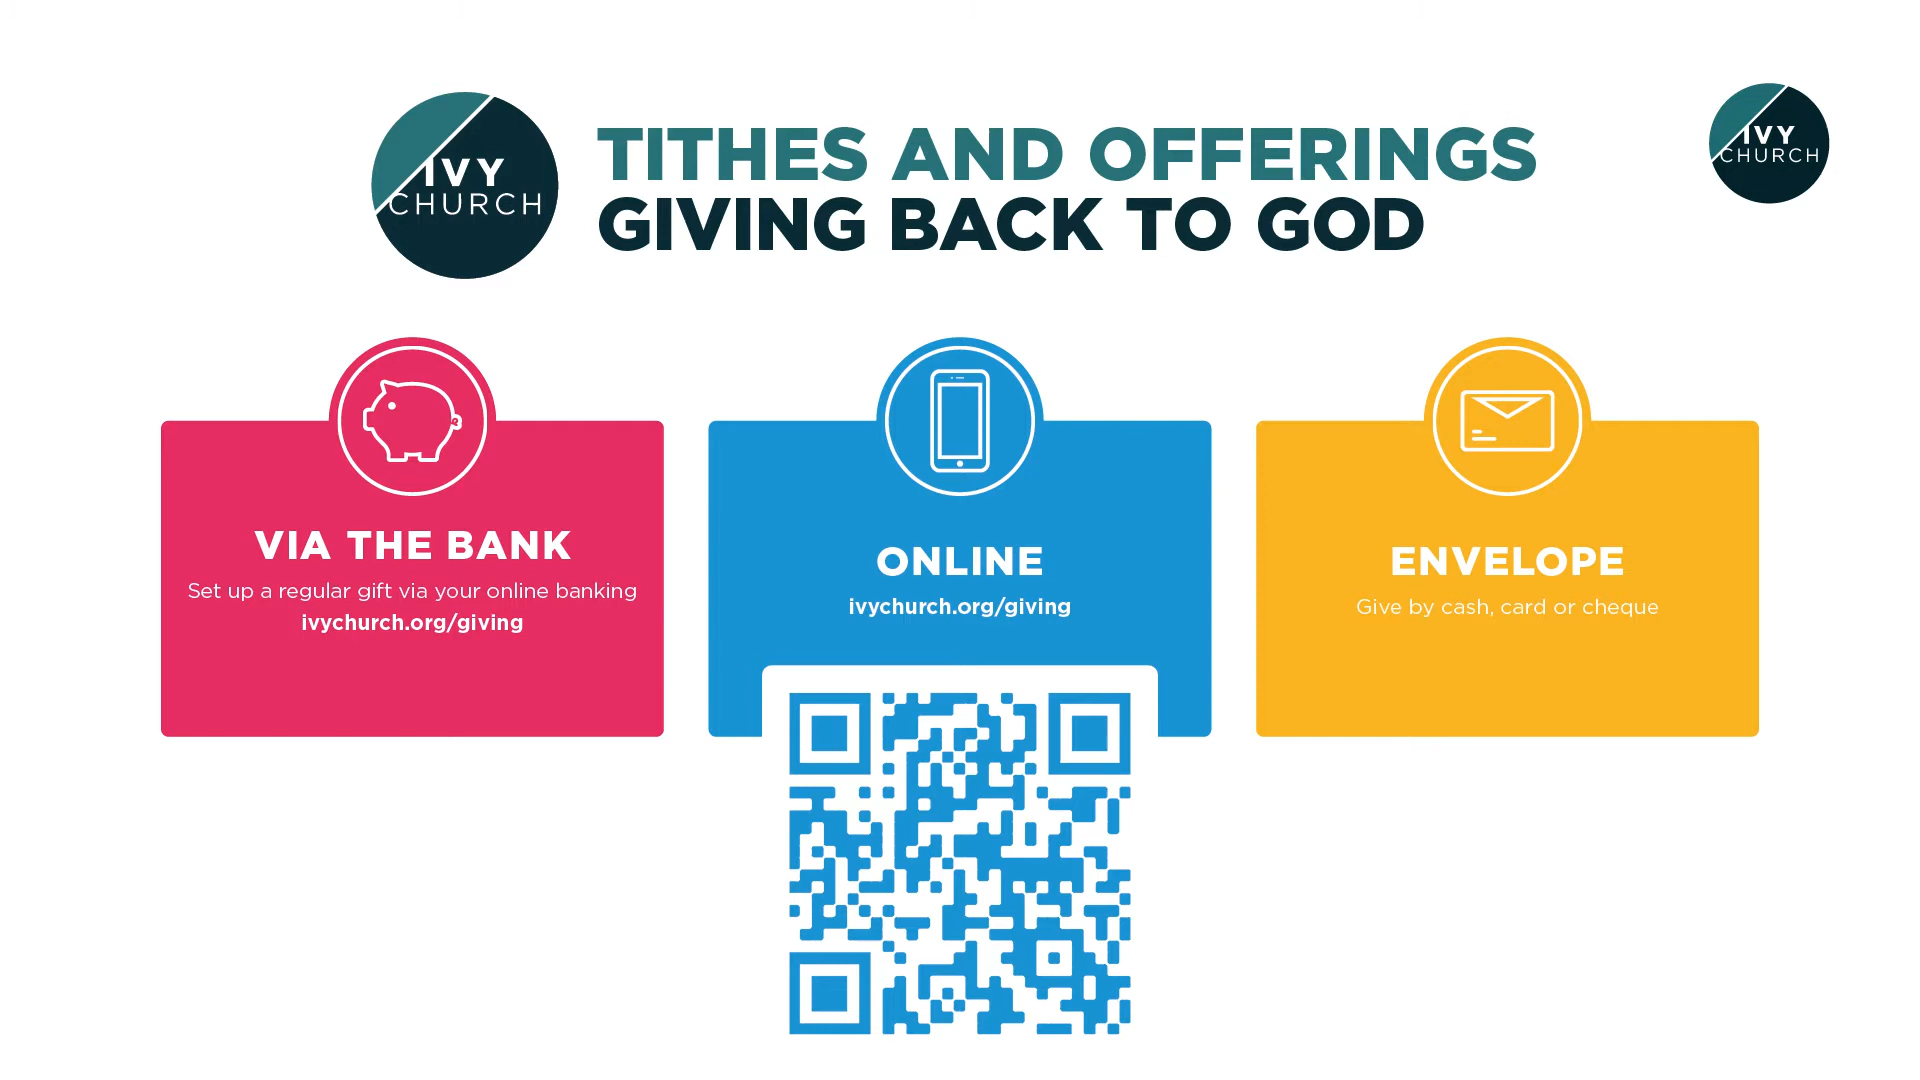 IVY
CHURCH
TITHES AND OFFERINGS
GIVING BACK TO GOD
IVY
CHURCH
VIA THE BANK
Set up a regular gift via your online banking
ivychurch.org/giving
ONLINE
ivychurch.org/giving
ENVELOPE
Give by cash, card or cheque